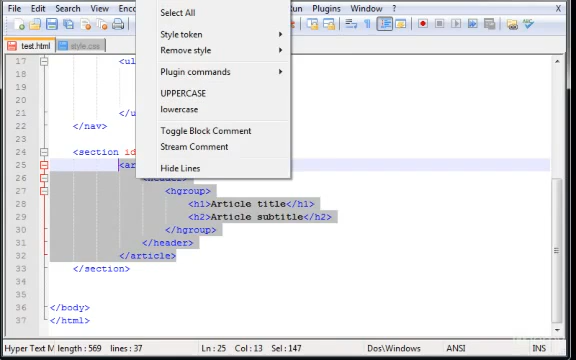 File Edit Search View Enc un Plugins Window ?
test.html style.css
Select All
Style token
Remove style
Plugin commands
UPPERCASE
lowercase
Toggle Block Comment
Stream Comment
Hide Lines
17 <ul
18
19
20
21 </u
22 </nav>
23
24 <section id
25 <ar
26
27 <hgroup>
28 <h1>Article title</h1>
29 <h2>Article subtitle</h2>
30 </hgroup>
31 </header>
32 </article>
33 </section>
34
35
36 </body>
37 </html>
Hyper Text M length : 569 lines : 37 Ln : 25 Col : 13 Sel : 147 Dos\Windows ANSI INS